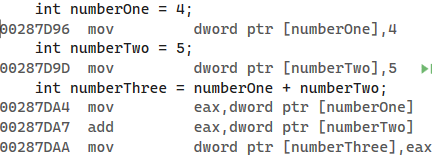 int numberOne = 4;
00287D96 mov dword ptr [numberOne],4
int numberTwo = 5;
00287D9D mov dword ptr [numberTwo],5
int numberThree = numberOne + numberTwo;
00287DA4 mov eax,dword ptr [numberOne]
00287DA7 add eax,dword ptr [numberTwo]
00287DAA mov dword ptr [numberThree],eax